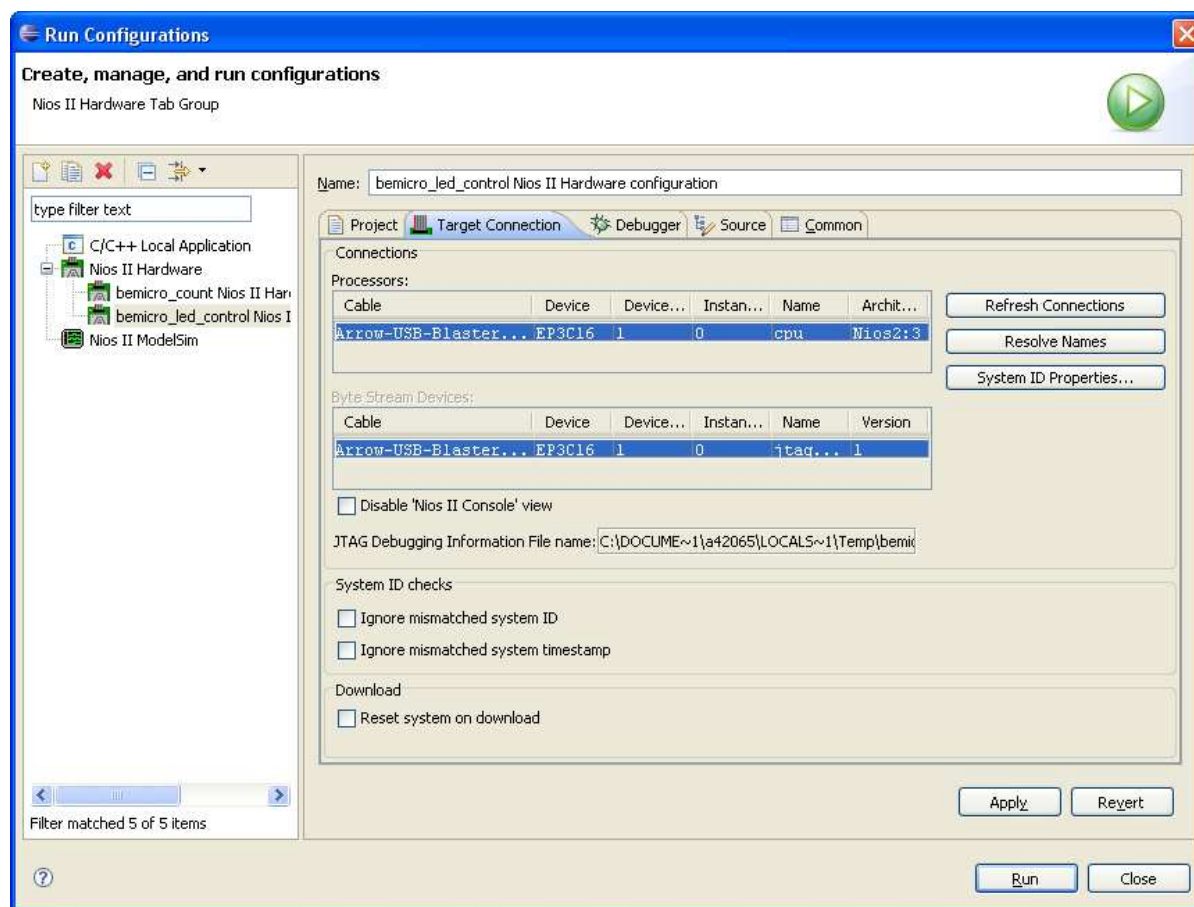 Run Configurations
Create, manage, and run configurations
Nios II Hardware Tab Group
type filter text
C/C++ Local Application
Nios II Hardware
bemicro_count Nios II Har
bemicro_led_control Nios I
Nios II ModelSim
Filter matched 5 of 5 items
Name: bemicro_led_control Nios II Hardware configuration
Project Target Connection Debugger Source Common
Connections
Processors:
Cable Device Device... Instan... Name Archit...
Arrow-USB-Blaster... EP3C16 1 0 cpu Nios2:3
Refresh Connections
Resolve Names
System ID Properties...
Byte Stream Devices:
Cable Device Device... Instan... Name Version
Arrow-USB-Blaster... EP3C16 1 0 jtag... 1
Disable 'Nios II Console' view
JTAG Debugging Information File name: C:\DOCUME~1\a42065\LOCALS~1\Temp\bemic
System ID checks
Ignore mismatched system ID
Ignore mismatched system timestamp
Download
Reset system on download
Apply Revert
Run Close